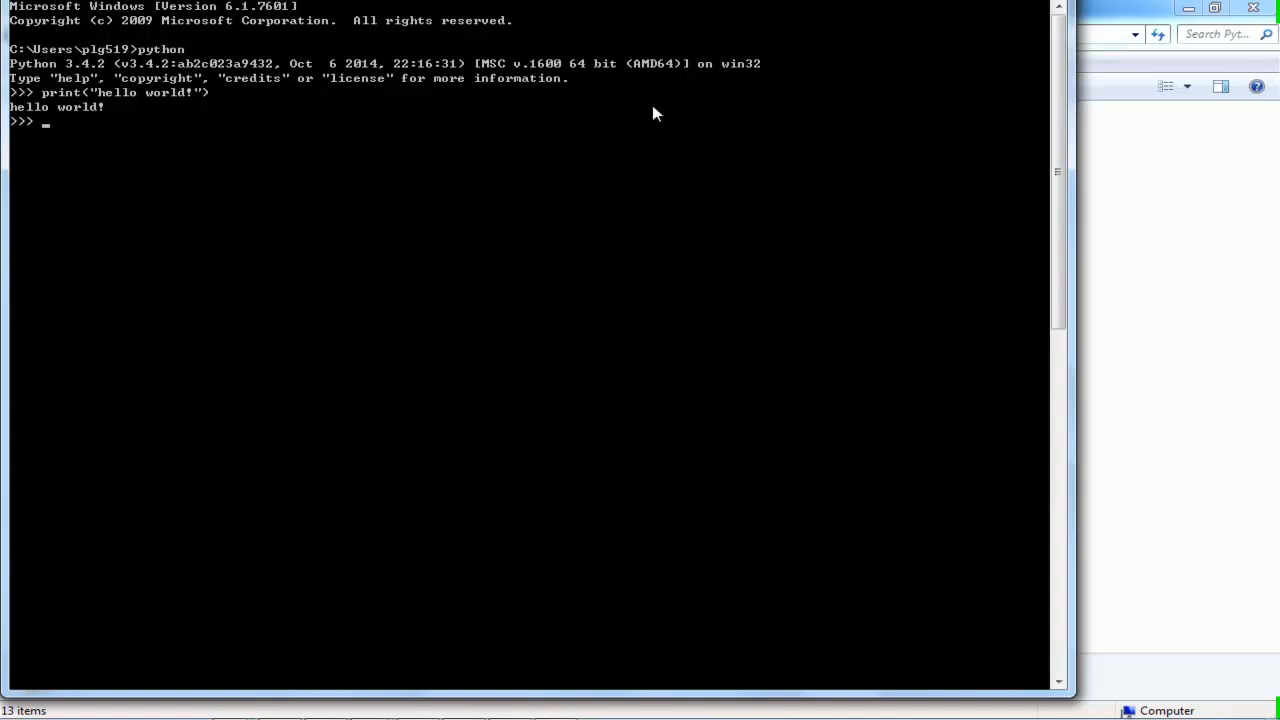 Microsoft Windows [Version 6.1.7601]
Copyright (c) 2009 Microsoft Corporation.  All rights reserved.
C:\Users\plg519>python
Python 3.4.2 (v3.4.2:ab2c023a9432, Oct  6 2014, 22:16:31) [MSC v.1600 64 bit (AMD64)] on win32
Type "help", "copyright", "credits" or "license" for more information.
>>> print("hello world!")
hello world!
>>> _
Search Pyt...
13 items
Computer